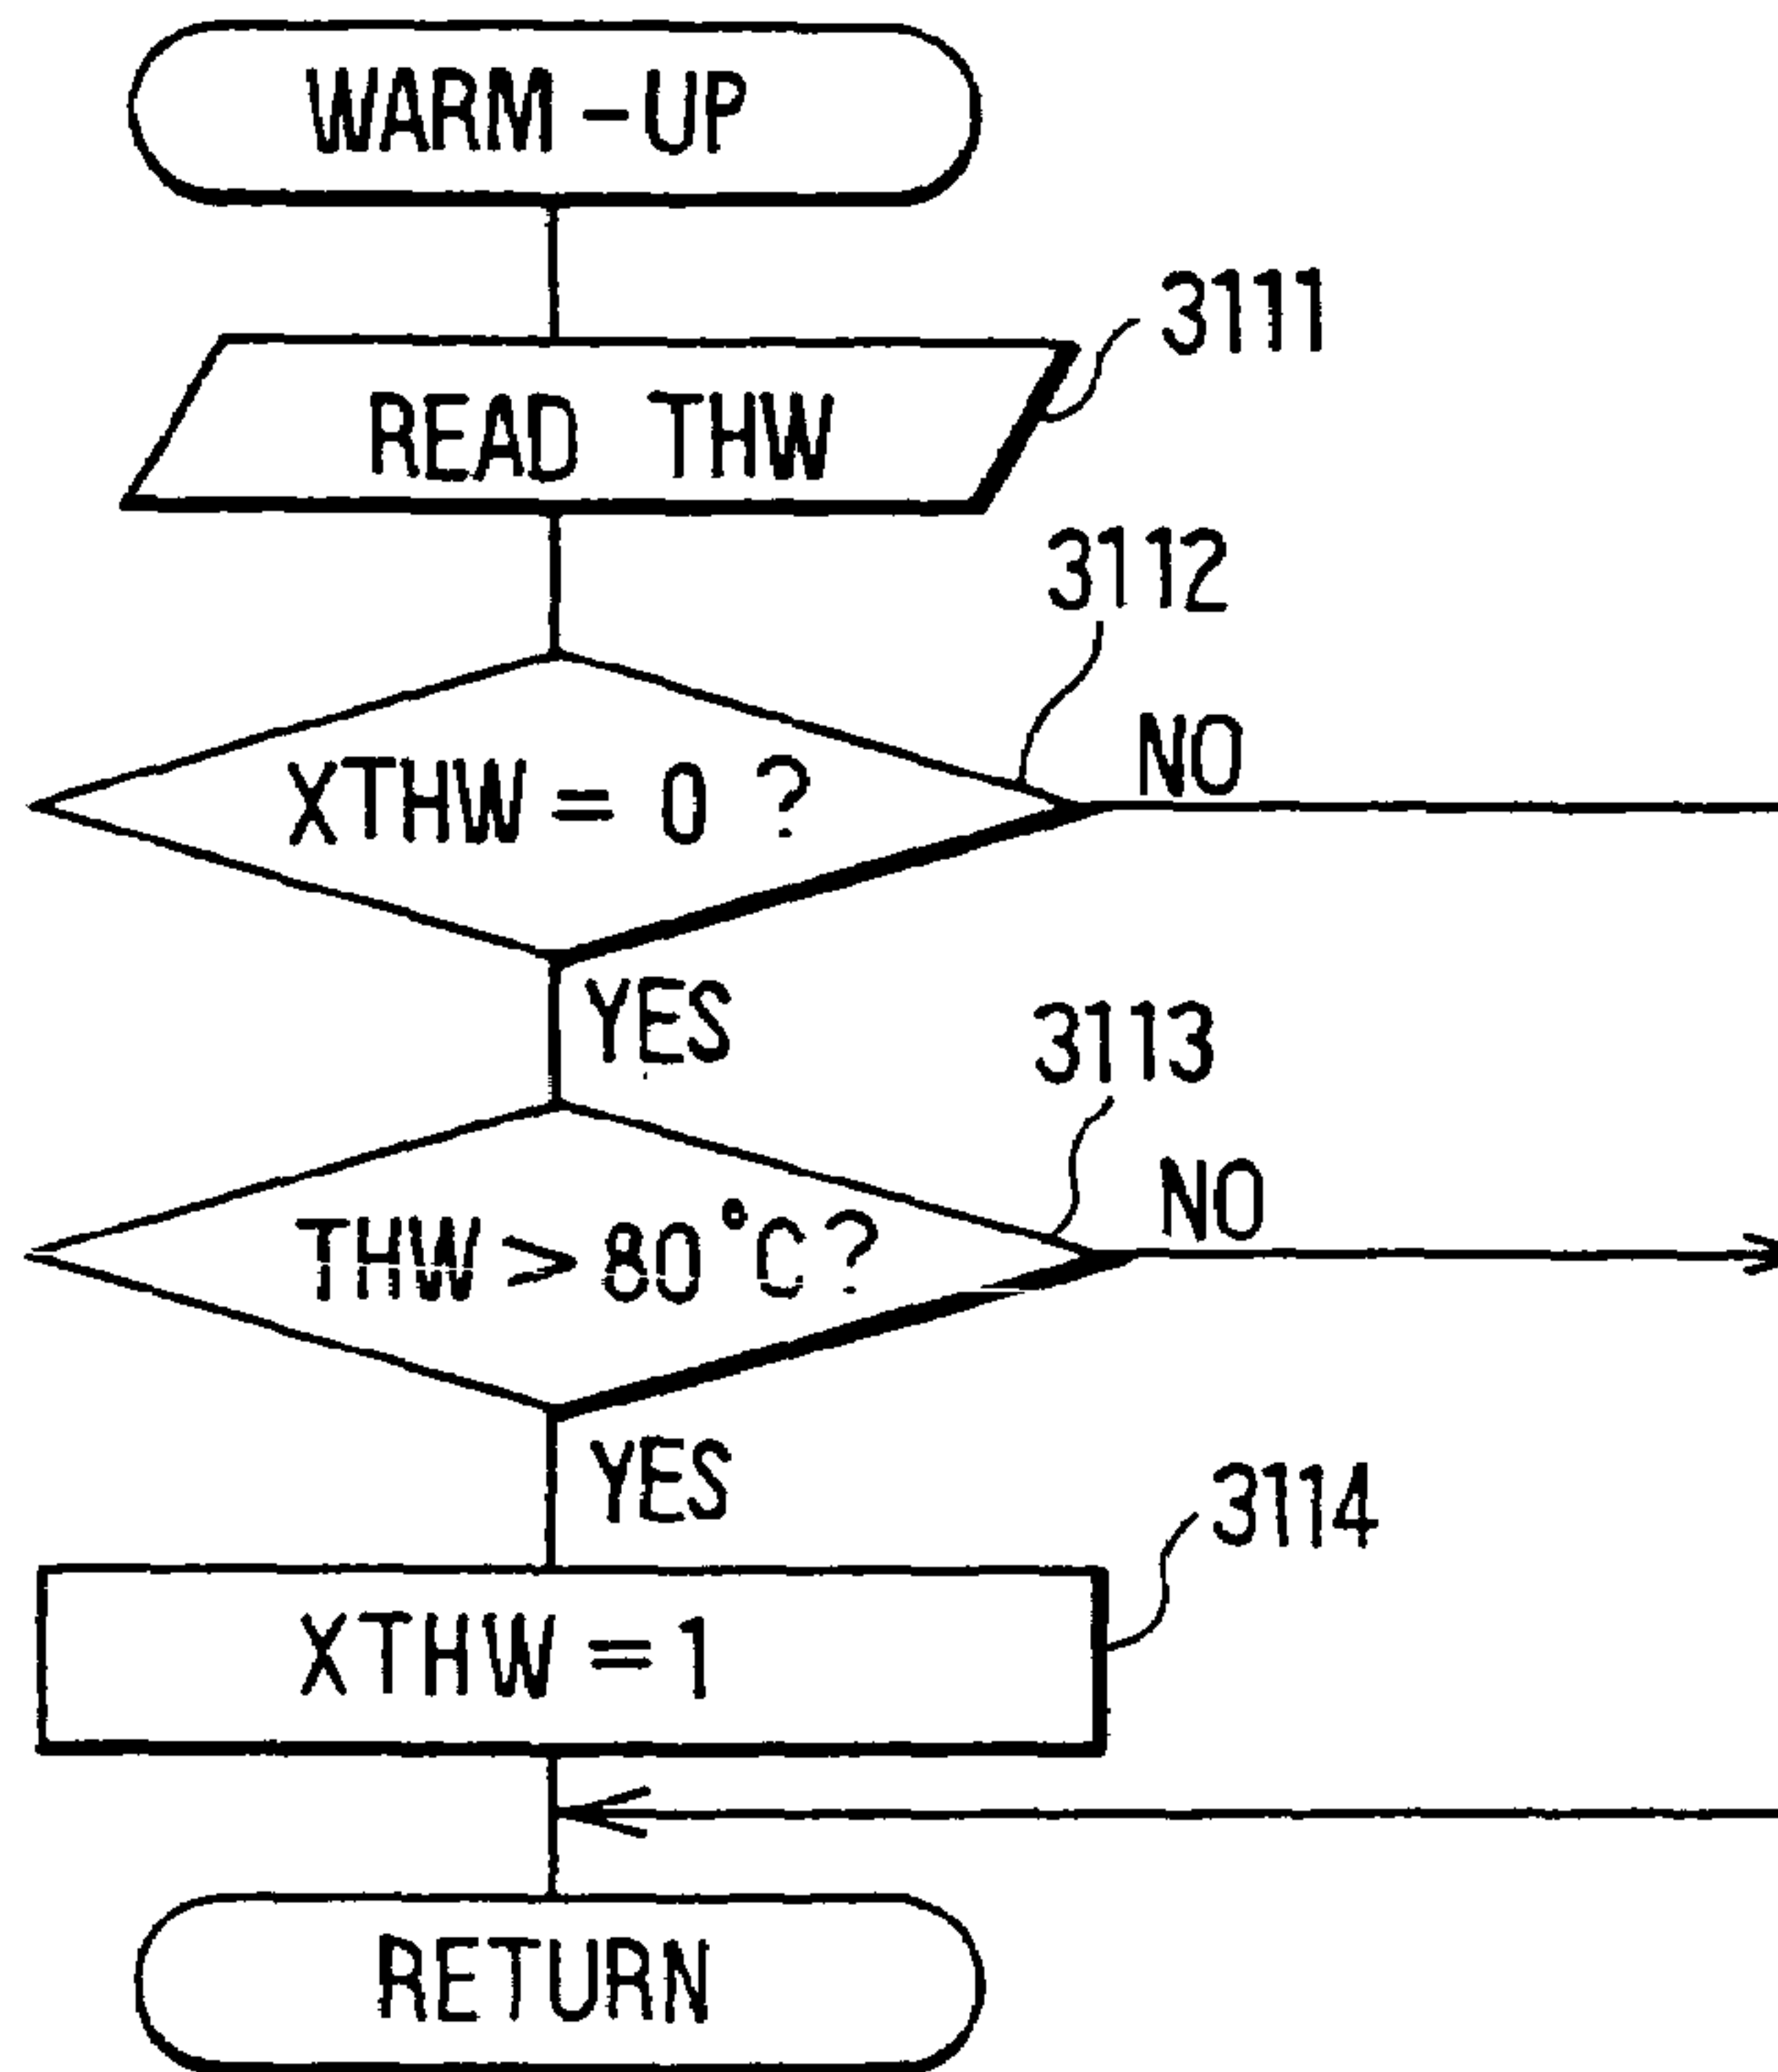 WARM-UP
3111
READ THW
3112
XTHW = 0 ?
NO
YES
3113
THW > 80°C ?
NO
YES
3114
XTHW = 1
RETURN